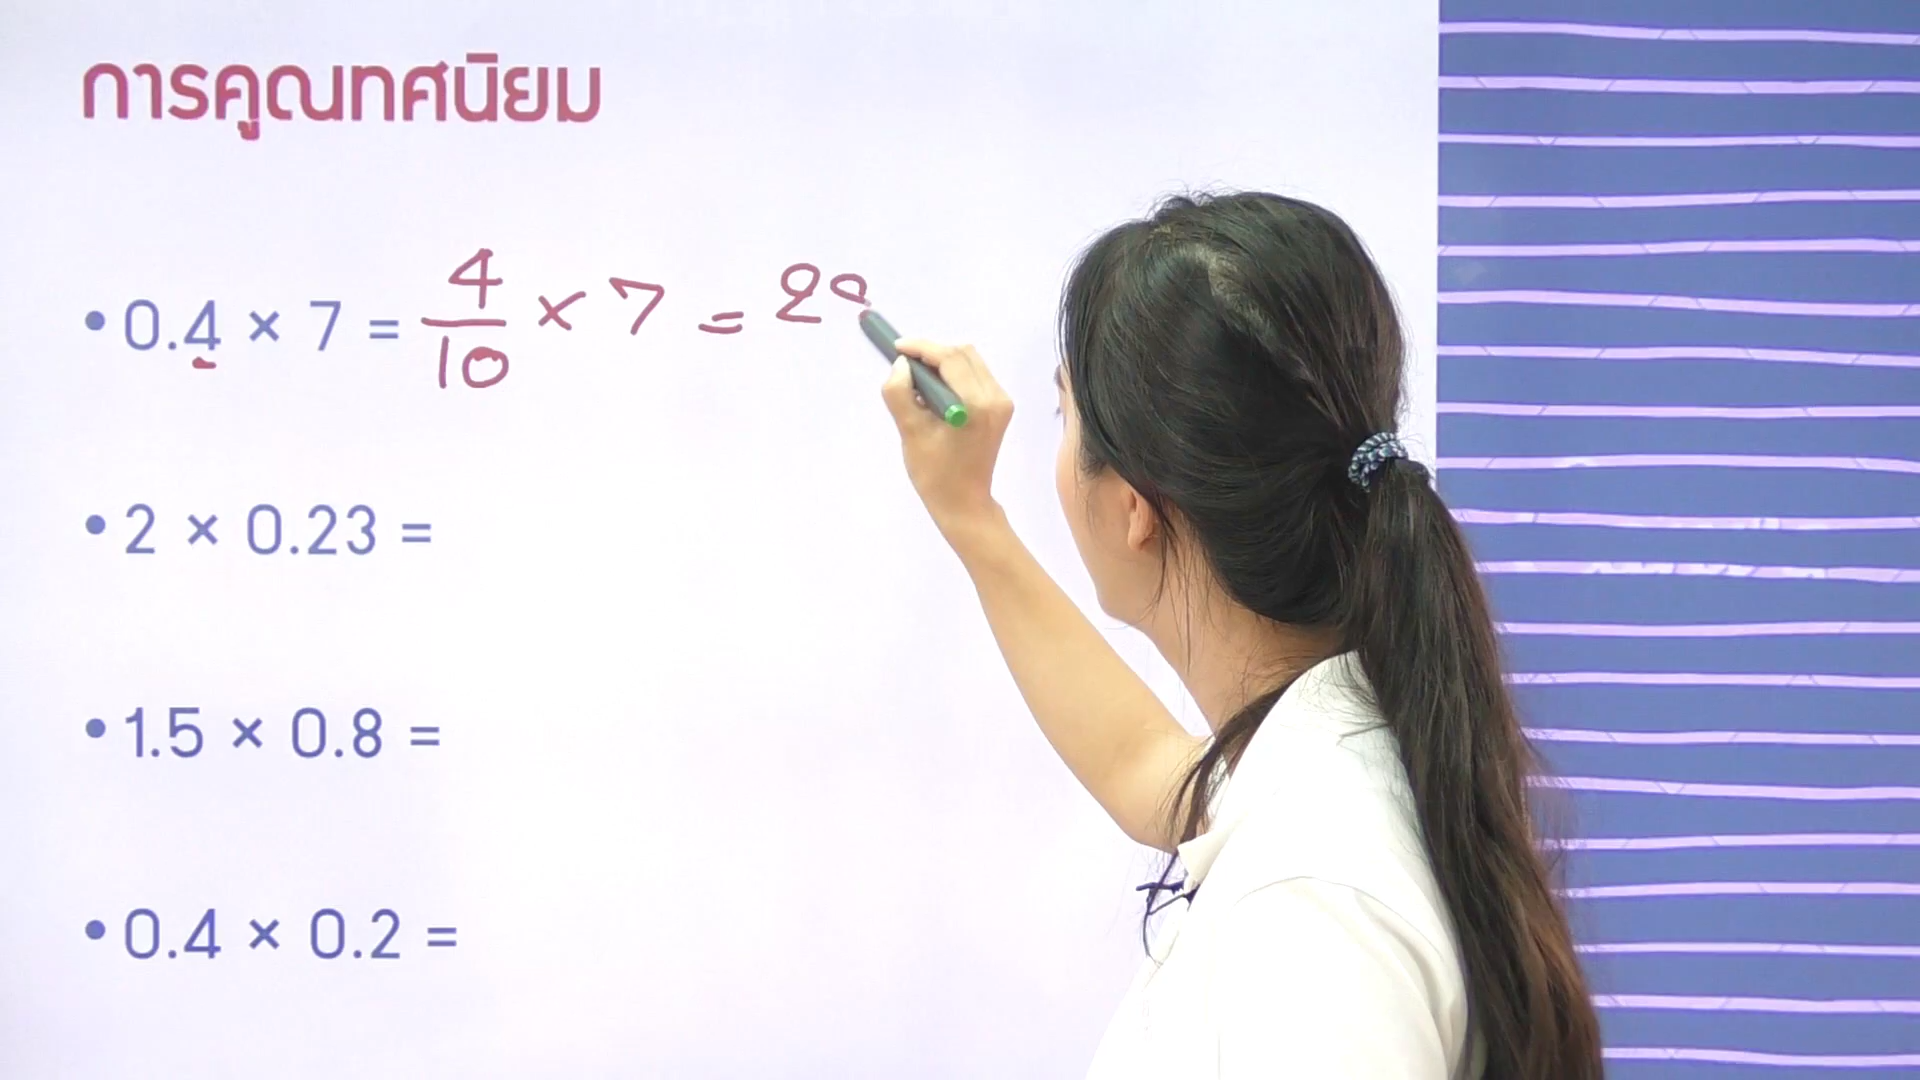 การคูณทศนิยม
• 0.4 × 7 = 4/10 × 7 = 2
• 2 × 0.23 =
• 1.5 × 0.8 =
• 0.4 × 0.2 =